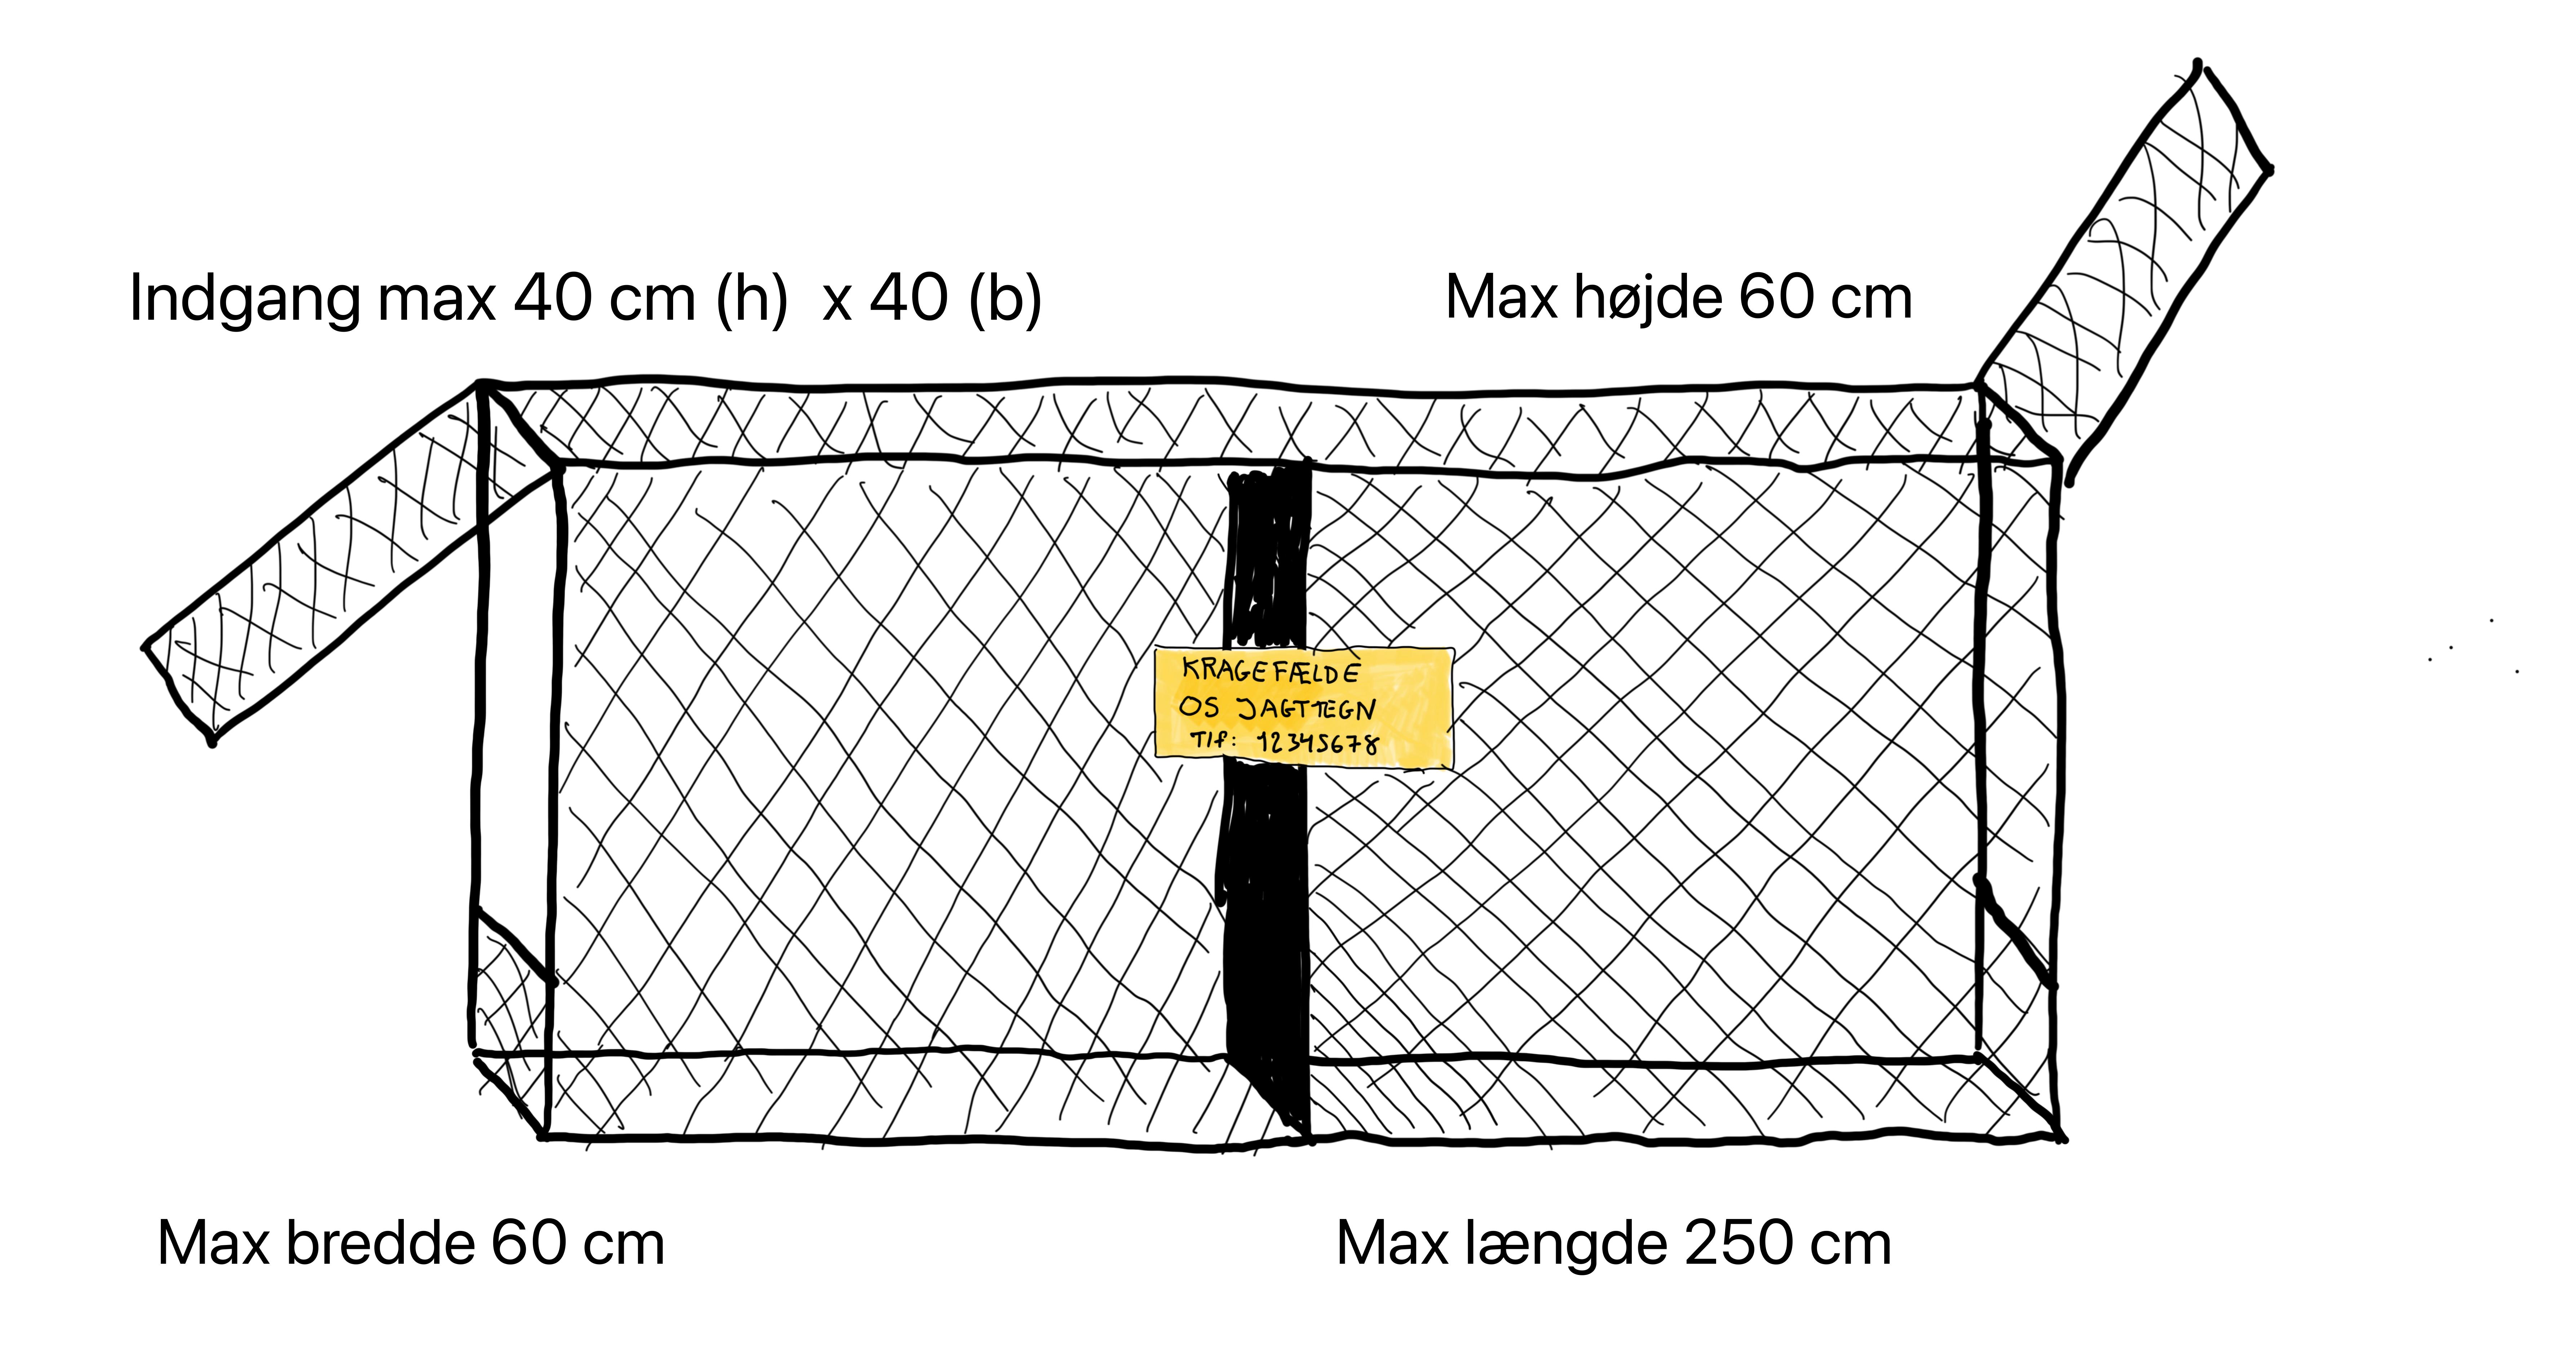 Indgang max 40 cm (h)  x 40 (b)
Max højde 60 cm
KRAGEFÆLDE
OS JAGTTEGN
Tlf: 12345678
Max bredde 60 cm
Max længde 250 cm